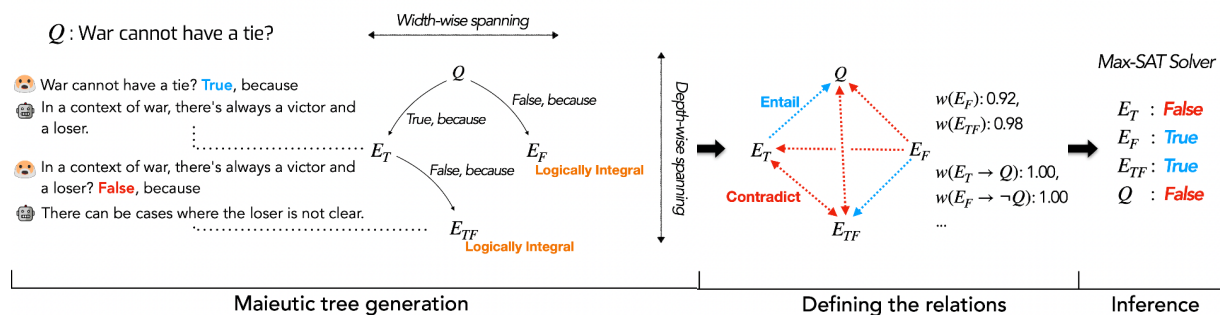 Q : War cannot have a tie?
War cannot have a tie? True, because
In a context of war, there's always a victor and
a loser.
In a context of war, there's always a victor and
a loser? False, because
There can be cases where the loser is not clear.
Width-wise spanning
Q
True, because
False, because
E_T
E_F
Logically Integral
False, because
E_TF
Logically Integral
Depth-wise spanning
Maieutic tree generation
Q
Entail
E_T
E_F
Contradict
E_TF
w(E_F): 0.92,
w(E_TF): 0.98
w(E_T → Q): 1.00,
w(E_F → ¬Q): 1.00
...
Defining the relations
Max-SAT Solver
E_T : False
E_F : True
E_TF : True
Q : False
Inference